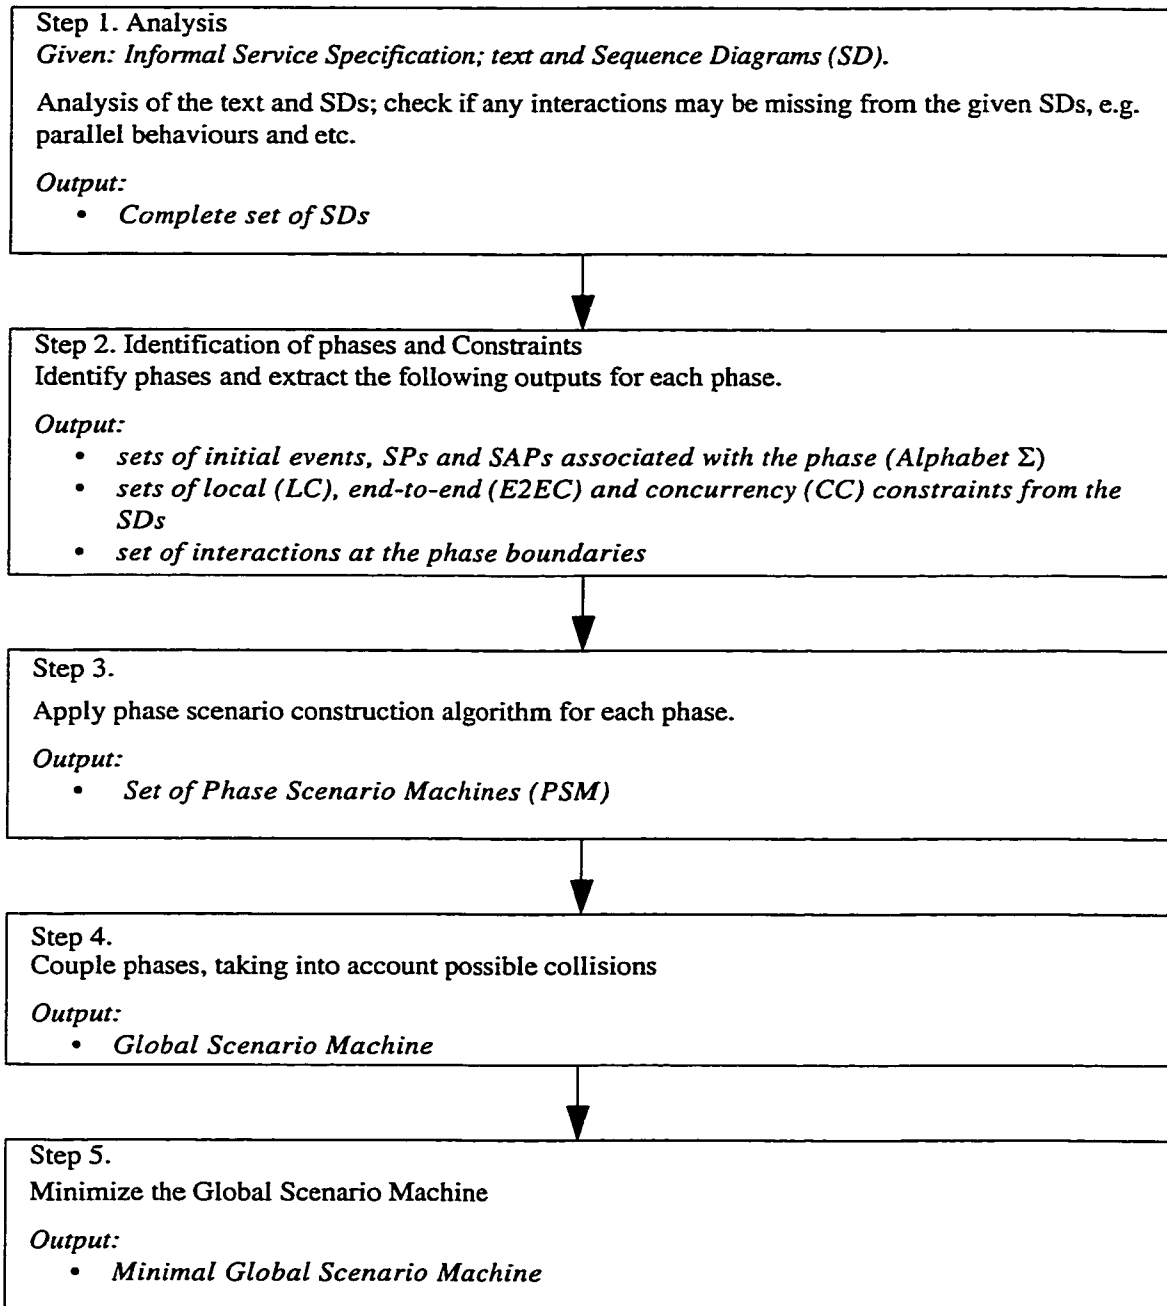 Step 1. Analysis
Given: Informal Service Specification; text and Sequence Diagrams (SD).
Analysis of the text and SDs; check if any interactions may be missing from the given SDs, e.g.
parallel behaviours and etc.
Output:
• Complete set of SDs
Step 2. Identification of phases and Constraints
Identify phases and extract the following outputs for each phase.
Output:
• sets of initial events, SPs and SAPs associated with the phase (Alphabet Σ)
• sets of local (LC), end-to-end (E2EC) and concurrency (CC) constraints from the
SDs
• set of interactions at the phase boundaries
Step 3.
Apply phase scenario construction algorithm for each phase.
Output:
• Set of Phase Scenario Machines (PSM)
Step 4.
Couple phases, taking into account possible collisions
Output:
• Global Scenario Machine
Step 5.
Minimize the Global Scenario Machine
Output:
• Minimal Global Scenario Machine